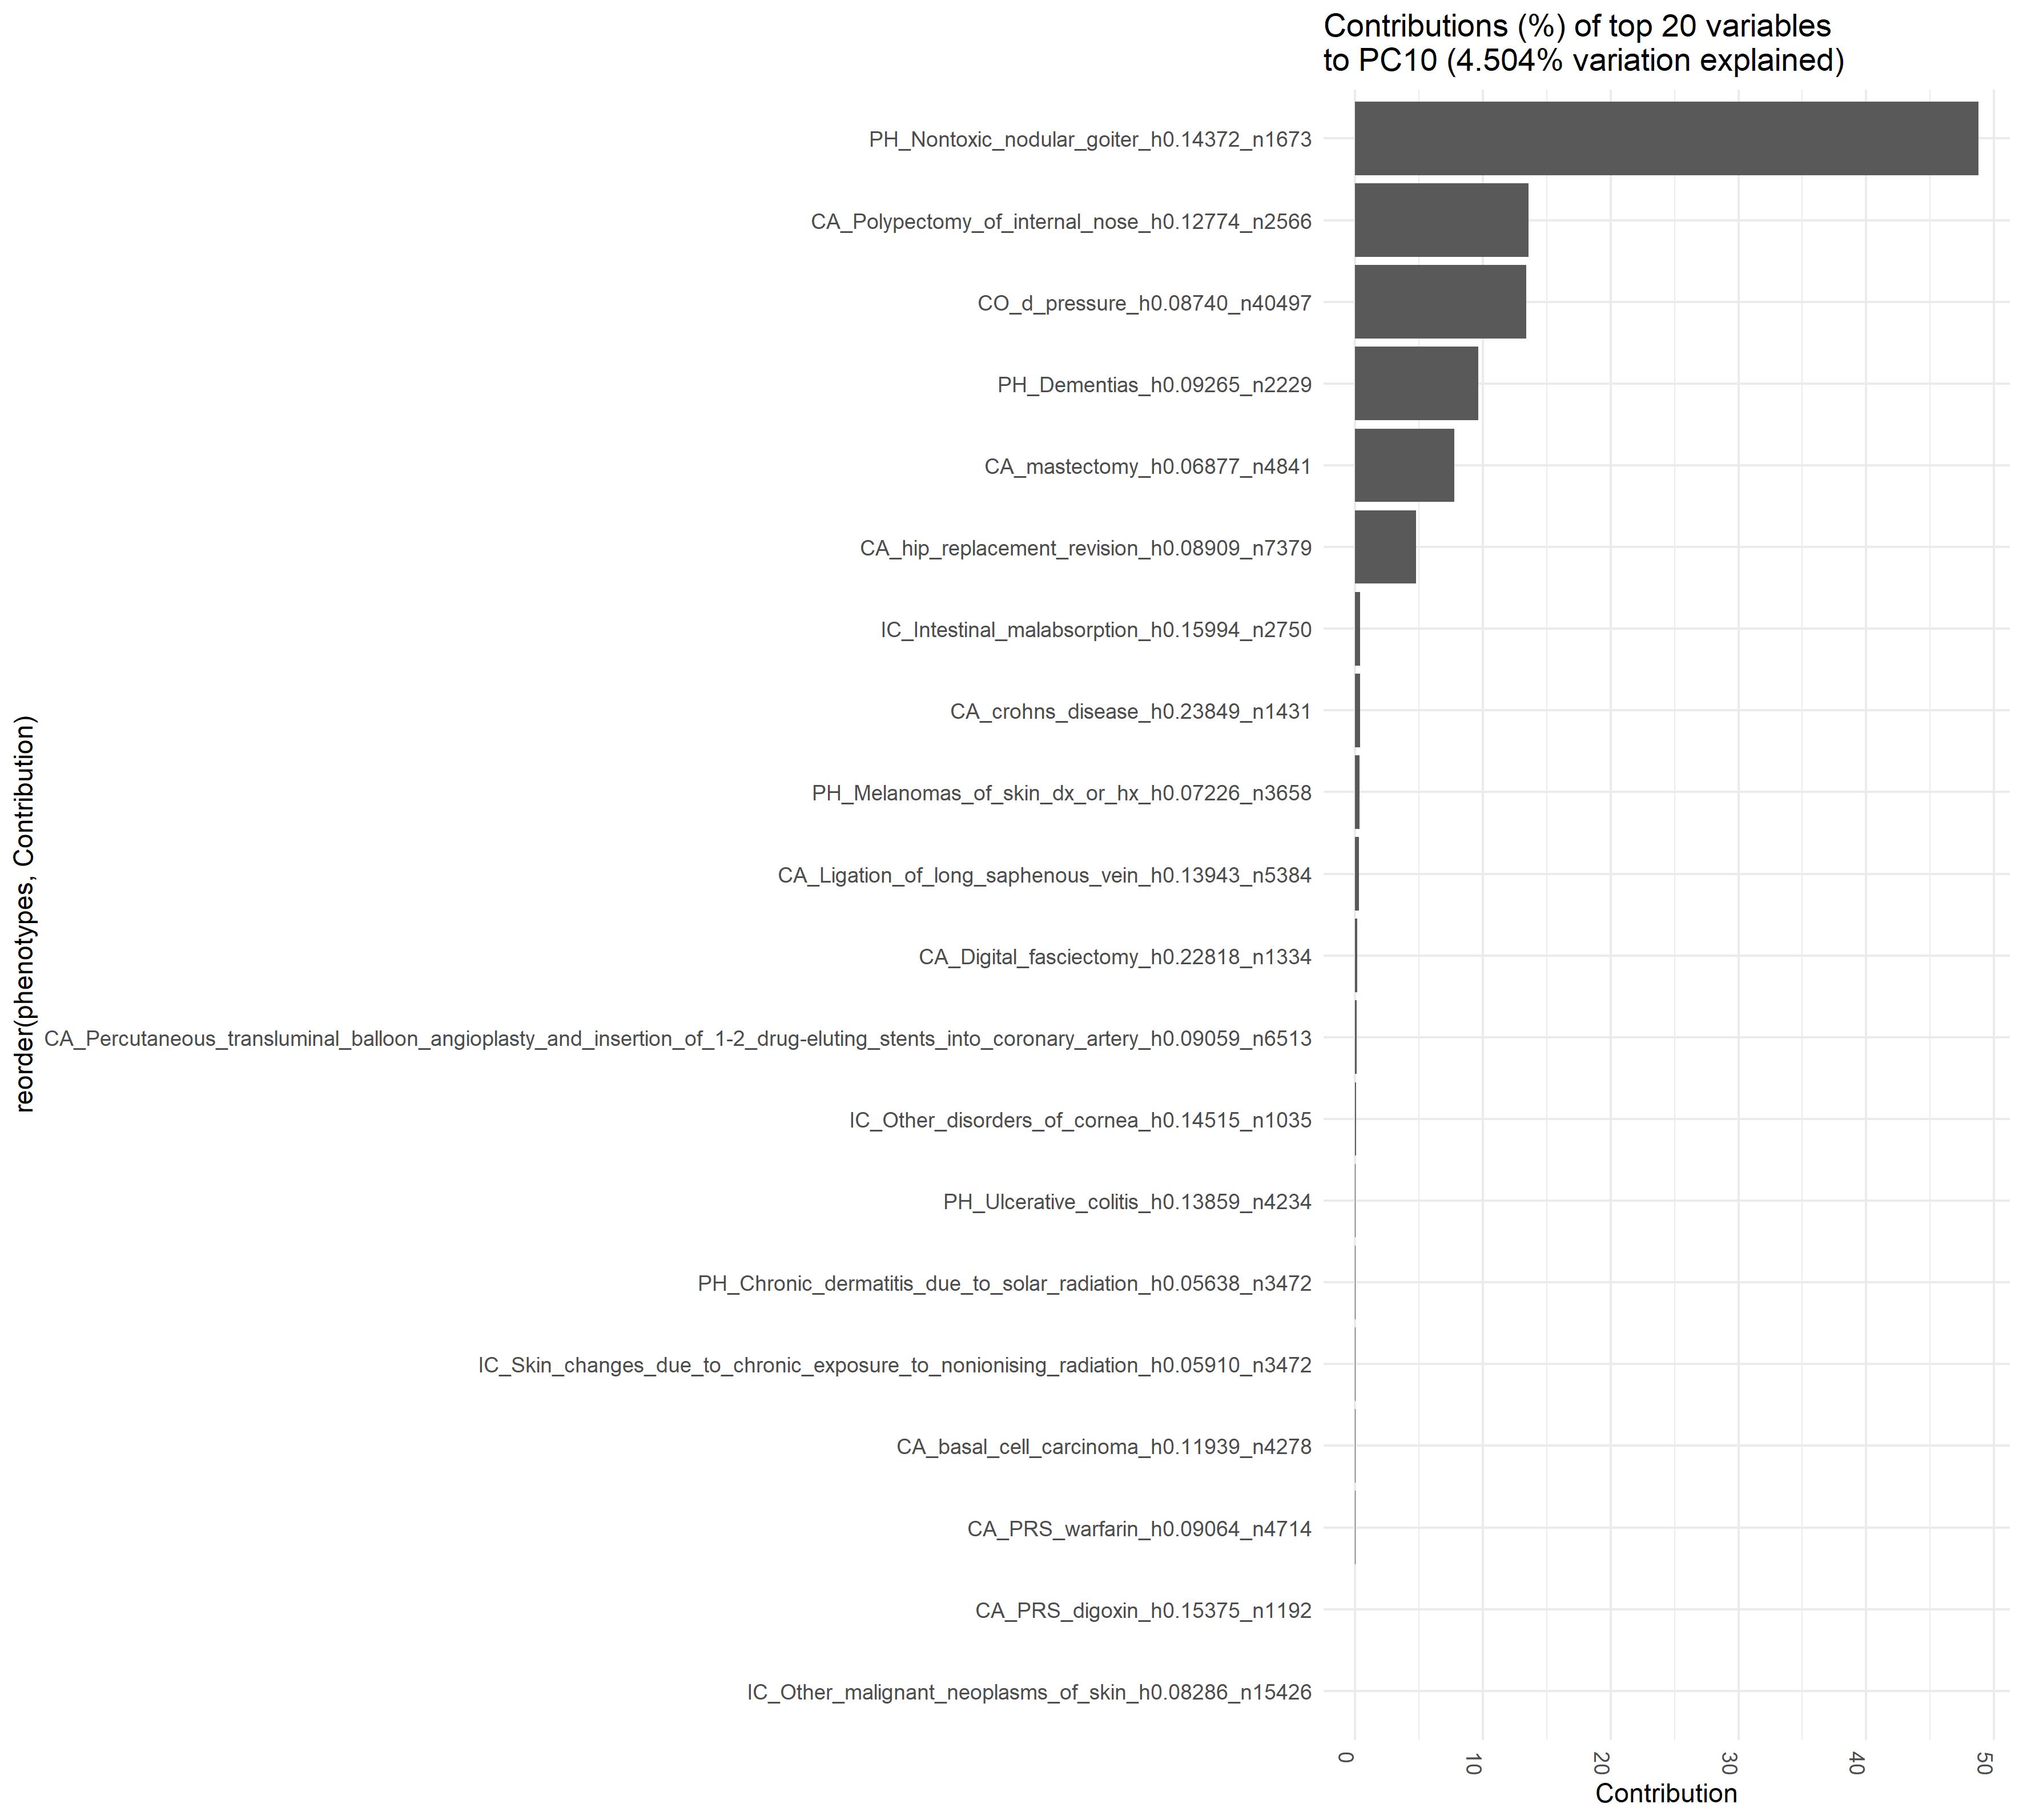 Contributions (%) of top 20 variables
to PC10 (4.504% variation explained)
PH_Nontoxic_nodular_goiter_h0.14372_n1673
CA_Polypectomy_of_internal_nose_h0.12774_n2566
CO_d_pressure_h0.08740_n40497
PH_Dementias_h0.09265_n2229
CA_mastectomy_h0.06877_n4841
CA_hip_replacement_revision_h0.08909_n7379
IC_Intestinal_malabsorption_h0.15994_n2750
CA_crohns_disease_h0.23849_n1431
PH_Melanomas_of_skin_dx_or_hx_h0.07226_n3658
CA_Ligation_of_long_saphenous_vein_h0.13943_n5384
CA_Digital_fasciectomy_h0.22818_n1334
CA_Percutaneous_transluminal_balloon_angioplasty_and_insertion_of_1-2_drug-eluting_stents_into_coronary_artery_h0.09059_n6513
IC_Other_disorders_of_cornea_h0.14515_n1035
PH_Ulcerative_colitis_h0.13859_n4234
PH_Chronic_dermatitis_due_to_solar_radiation_h0.05638_n3472
IC_Skin_changes_due_to_chronic_exposure_to_nonionising_radiation_h0.05910_n3472
CA_basal_cell_carcinoma_h0.11939_n4278
CA_PRS_warfarin_h0.09064_n4714
CA_PRS_digoxin_h0.15375_n1192
IC_Other_malignant_neoplasms_of_skin_h0.08286_n15426
reorder(phenotypes, Contribution)
0 10 20 30 40 50
Contribution